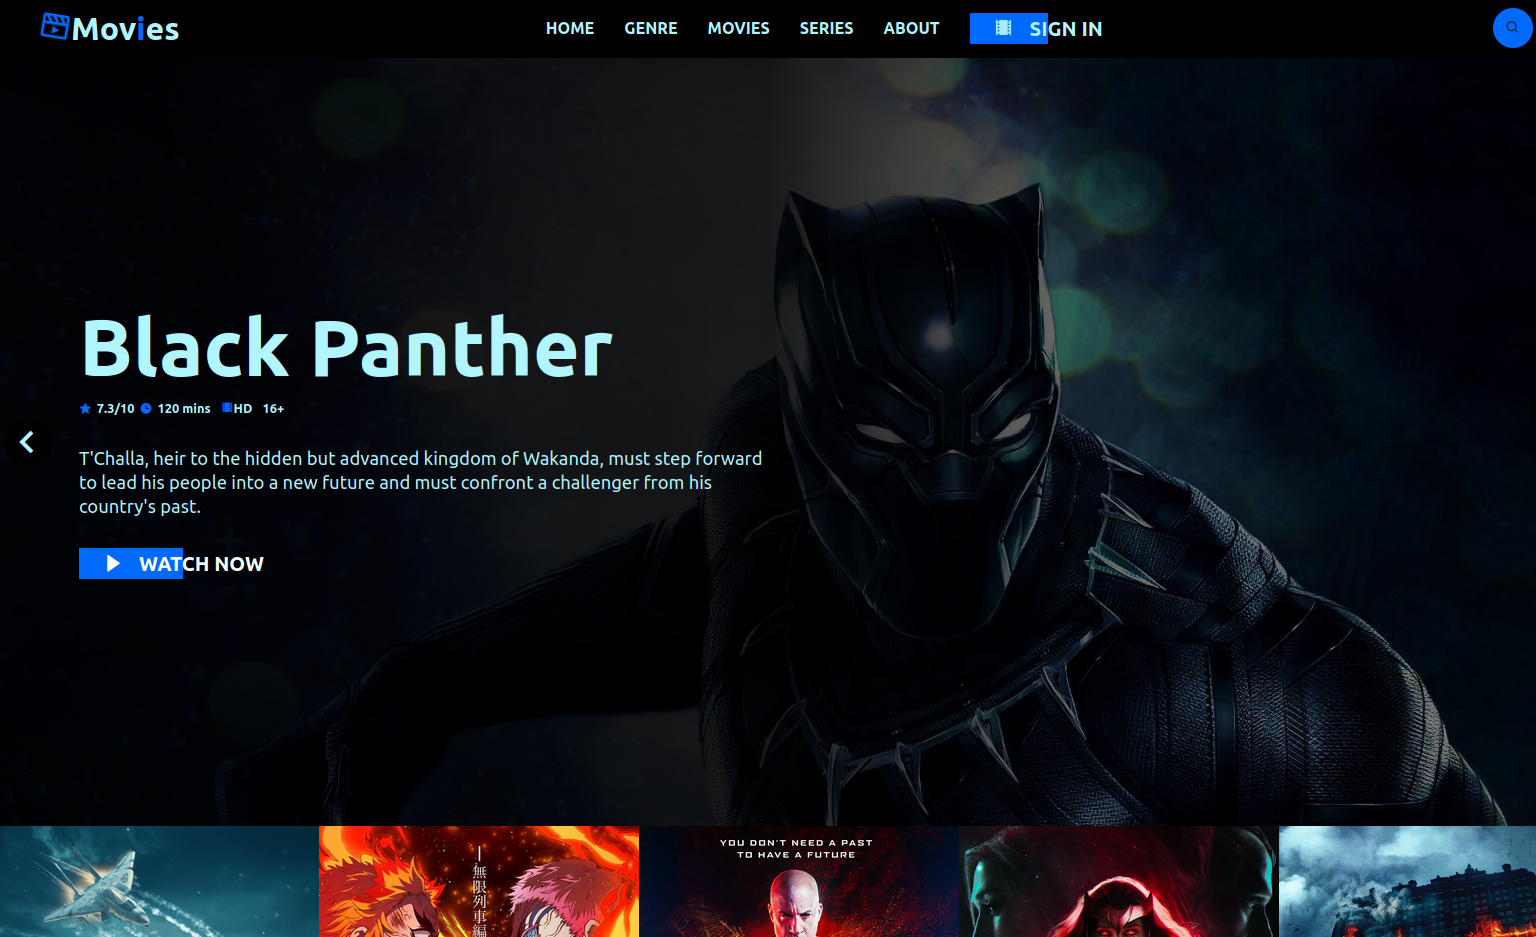 Movies
HOME GENRE MOVIES SERIES ABOUT SIGN IN
Black Panther
7.3/10 120 mins HD 16+
T'Challa, heir to the hidden but advanced kingdom of Wakanda, must step forward
to lead his people into a new future and must confront a challenger from his
country's past.
WATCH NOW
無限列車編
YOU DON'T NEED A PAST
TO HAVE A FUTURE